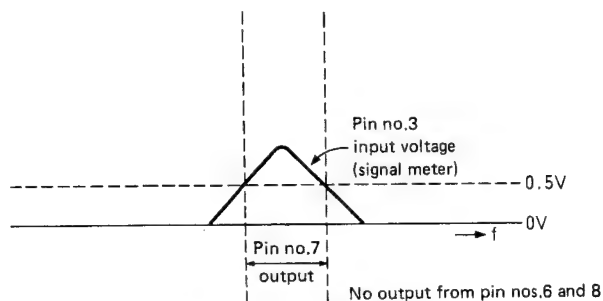 Pin no.3
input voltage
(signal meter)
0.5V
0V
f
Pin no.7
output
No output from pin nos.6 and 8